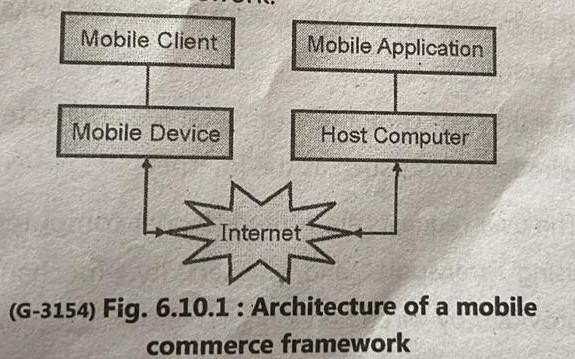 Mobile Client
Mobile Application
Mobile Device
Host Computer
Internet
(G-3154) Fig. 6.10.1 : Architecture of a mobile
commerce framework